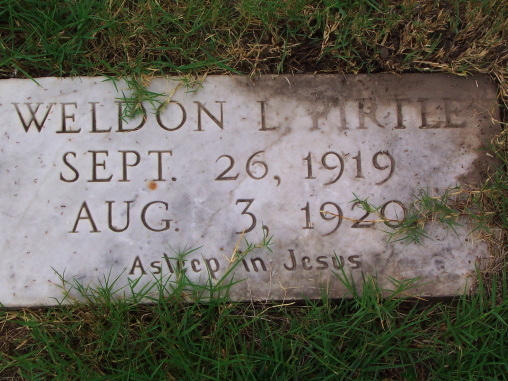 WELDON L PIRTLE
SEPT. 26, 1919
AUG. 3, 1920
Asleep in Jesus